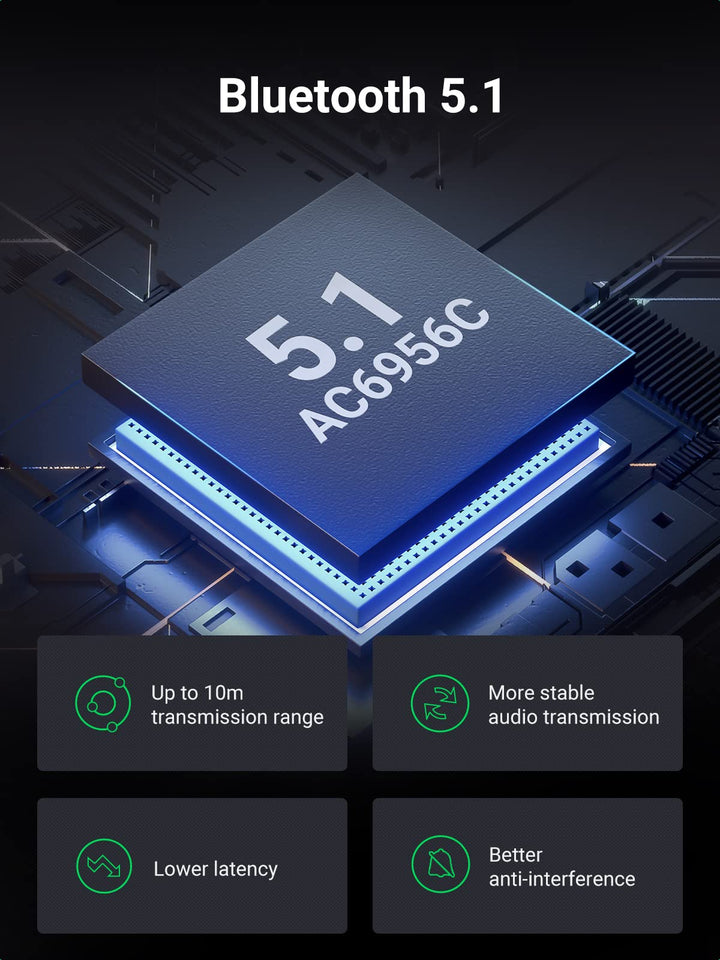 Bluetooth 5.1
5.1
AC6956C
Up to 10m
transmission range
More stable
audio transmission
Lower latency
Better
anti-interference